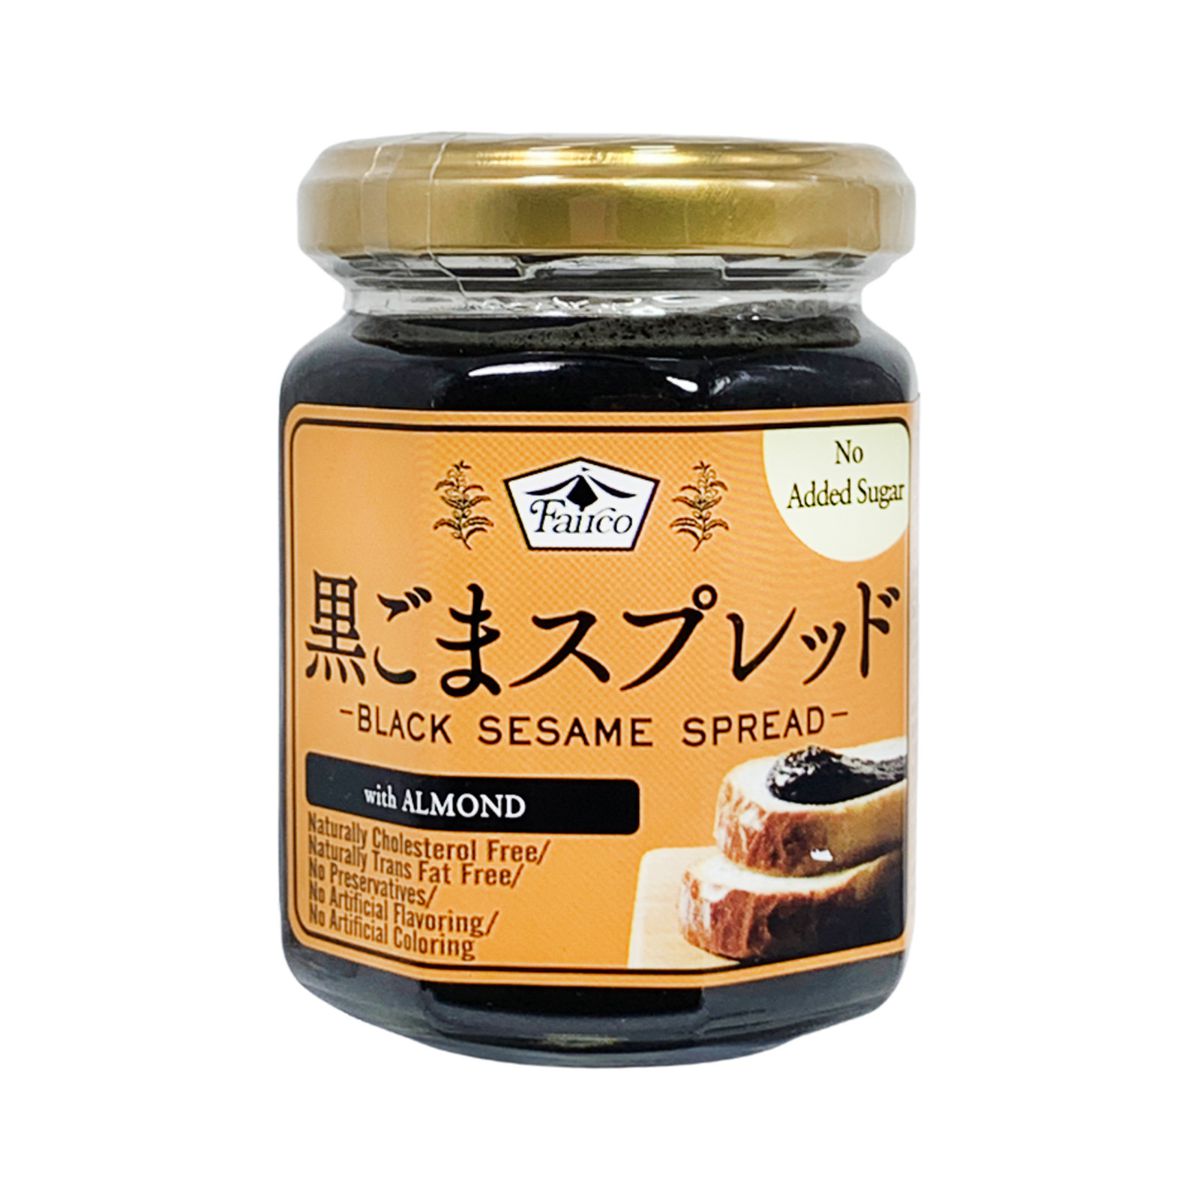 No
Added Sugar
Fauco
黒ごまスプレッド
-BLACK SESAME SPREAD-
with ALMOND
Naturally Cholesterol Free/
Naturally Trans Fat Free/
No Preservatives/
No Artificial Flavoring/
No Artificial Coloring